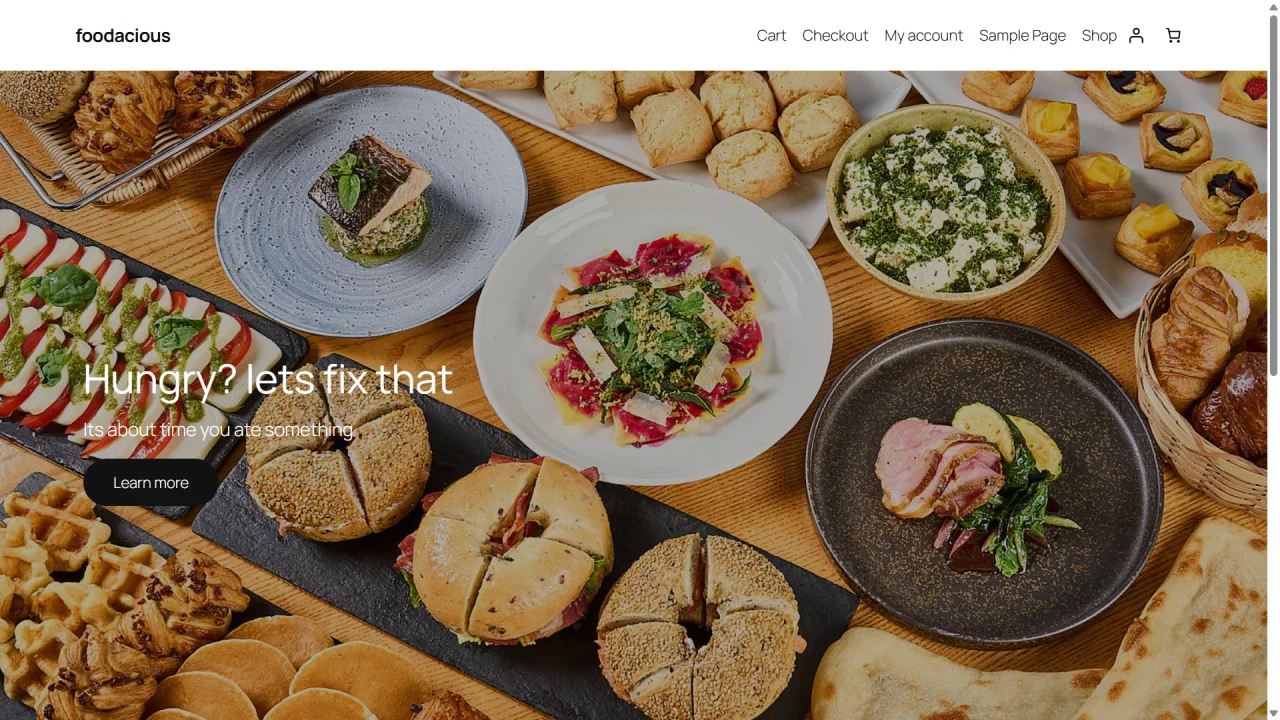 foodacious
Cart Checkout My account Sample Page Shop
Hungry? lets fix that
Its about time you ate something.
Learn more